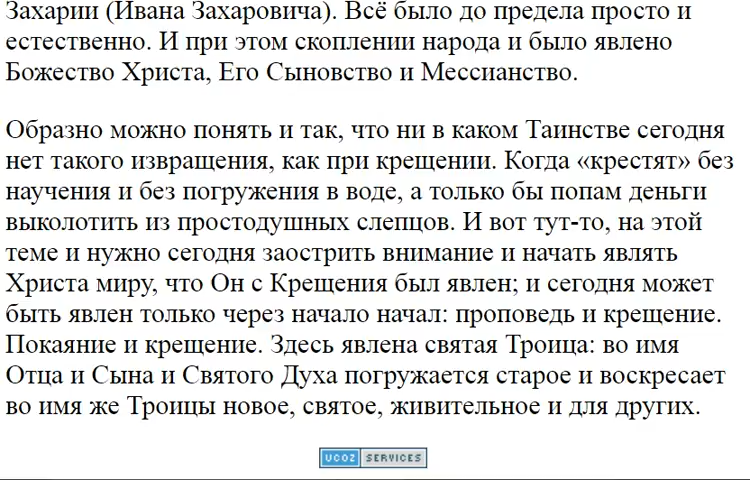 Захарии (Ивана Захаровича). Всё было до предела просто и
естественно. И при этом скоплении народа и было явлено
Божество Христа, Его Сыновство и Мессианство.
Образно можно понять и так, что ни в каком Таинстве сегодня
нет такого извращения, как при крещении. Когда «крестят» без
научения и без погружения в воде, а только бы попам деньги
выколотить из простодушных слепцов. И вот тут-то, на этой
теме и нужно сегодня заострить внимание и начать являть
Христа миру, что Он с Крещения был явлен; и сегодня может
быть явлен только через начало начал: проповедь и крещение.
Покаяние и крещение. Здесь явлена святая Троица: во имя
Отца и Сына и Святого Духа погружается старое и воскресает
во имя же Троицы новое, святое, живительное и для других.
UCOZ SERVICES